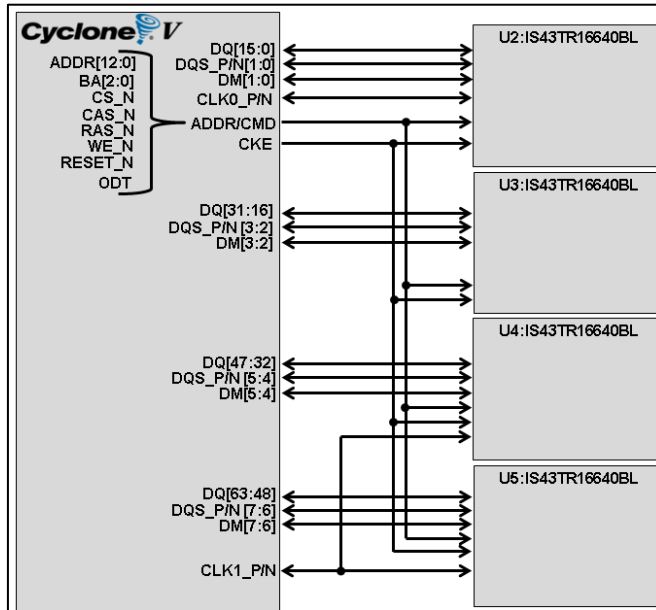 Cyclone V
ADDR[12:0]
BA[2:0]
CS_N
CAS_N
RAS_N
WE_N
RESET_N
ODT
DQ[15:0]
DQS_P/N[1:0]
DM[1:0]
CLK0_P/N
ADDR/CMD
CKE
U2:IS43TR16640BL
DQ[31:16]
DQS_P/N[3:2]
DM[3:2]
U3:IS43TR16640BL
DQ[47:32]
DQS_P/N[5:4]
DM[5:4]
U4:IS43TR16640BL
DQ[63:48]
DQS_P/N[7:6]
DM[7:6]
CLK1_P/N
U5:IS43TR16640BL